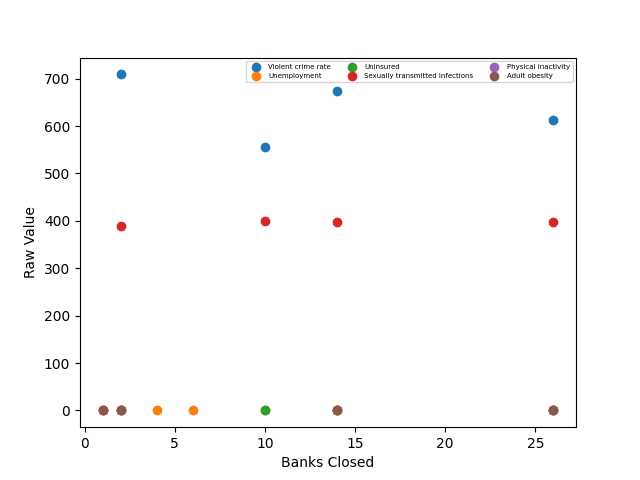 Violent crime rate
Unemployment
Uninsured
Sexually transmitted infections
Physical inactivity
Adult obesity
700
600
500
400
300
200
100
0
Raw Value
0 5 10 15 20 25
Banks Closed